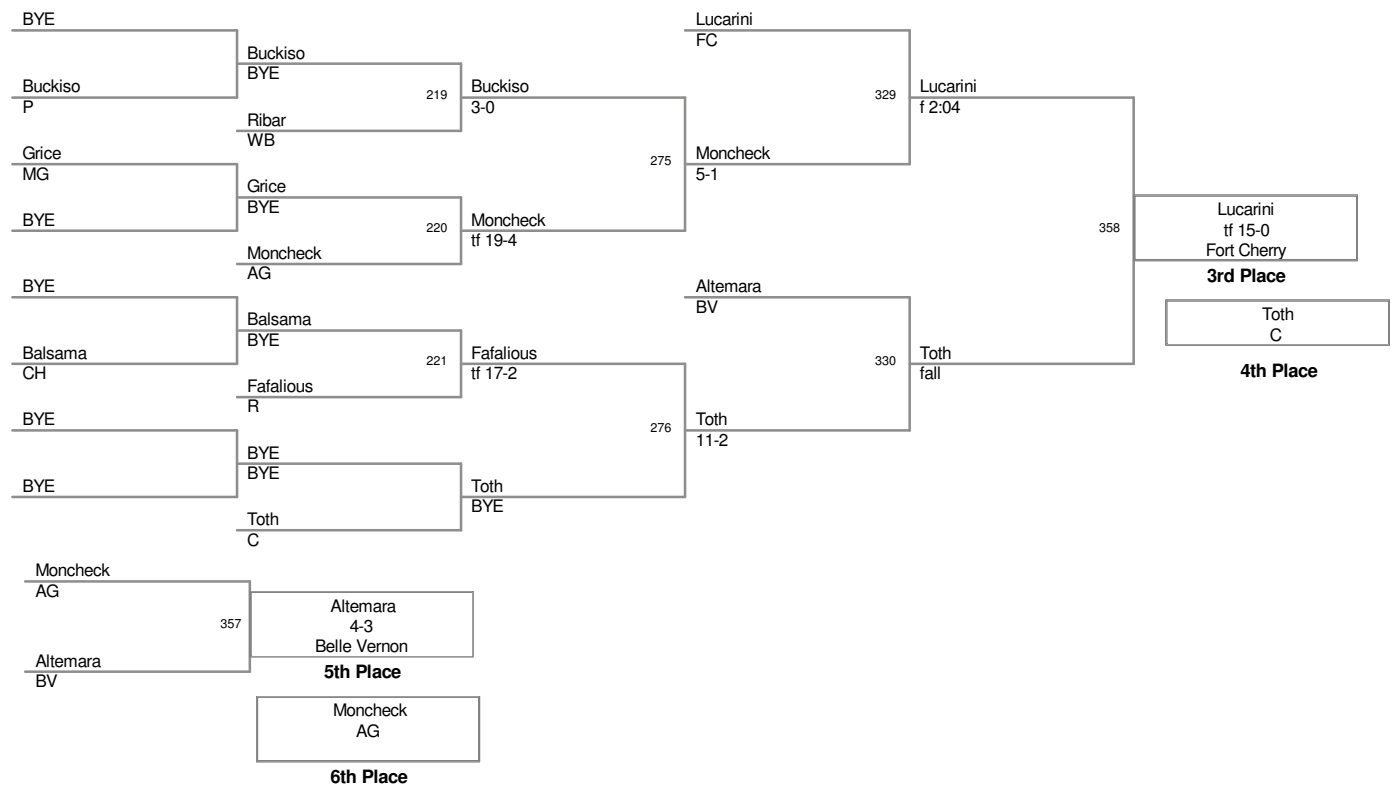 BYE
Buckiso
P
Grice
MG
BYE
BYE
Balsama
CH
BYE
BYE
Buckiso
BYE
219
Ribar
WB
Grice
BYE
220
Moncheck
AG
Balsama
BYE
221
Fafalious
R
BYE
BYE
Toth
C
Buckiso
3-0
275
Moncheck
tf 19-4
Fafalious
tf 17-2
276
Toth
BYE
Lucarini
FC
329
Moncheck
5-1
Altemara
BV
330
Toth
11-2
Lucarini
f 2:04
358
Toth
fall
Lucarini
tf 15-0
Fort Cherry
3rd Place
Toth
C
4th Place
Moncheck
AG
357
Altemara
BV
Altemara
4-3
Belle Vernon
5th Place
Moncheck
AG
6th Place